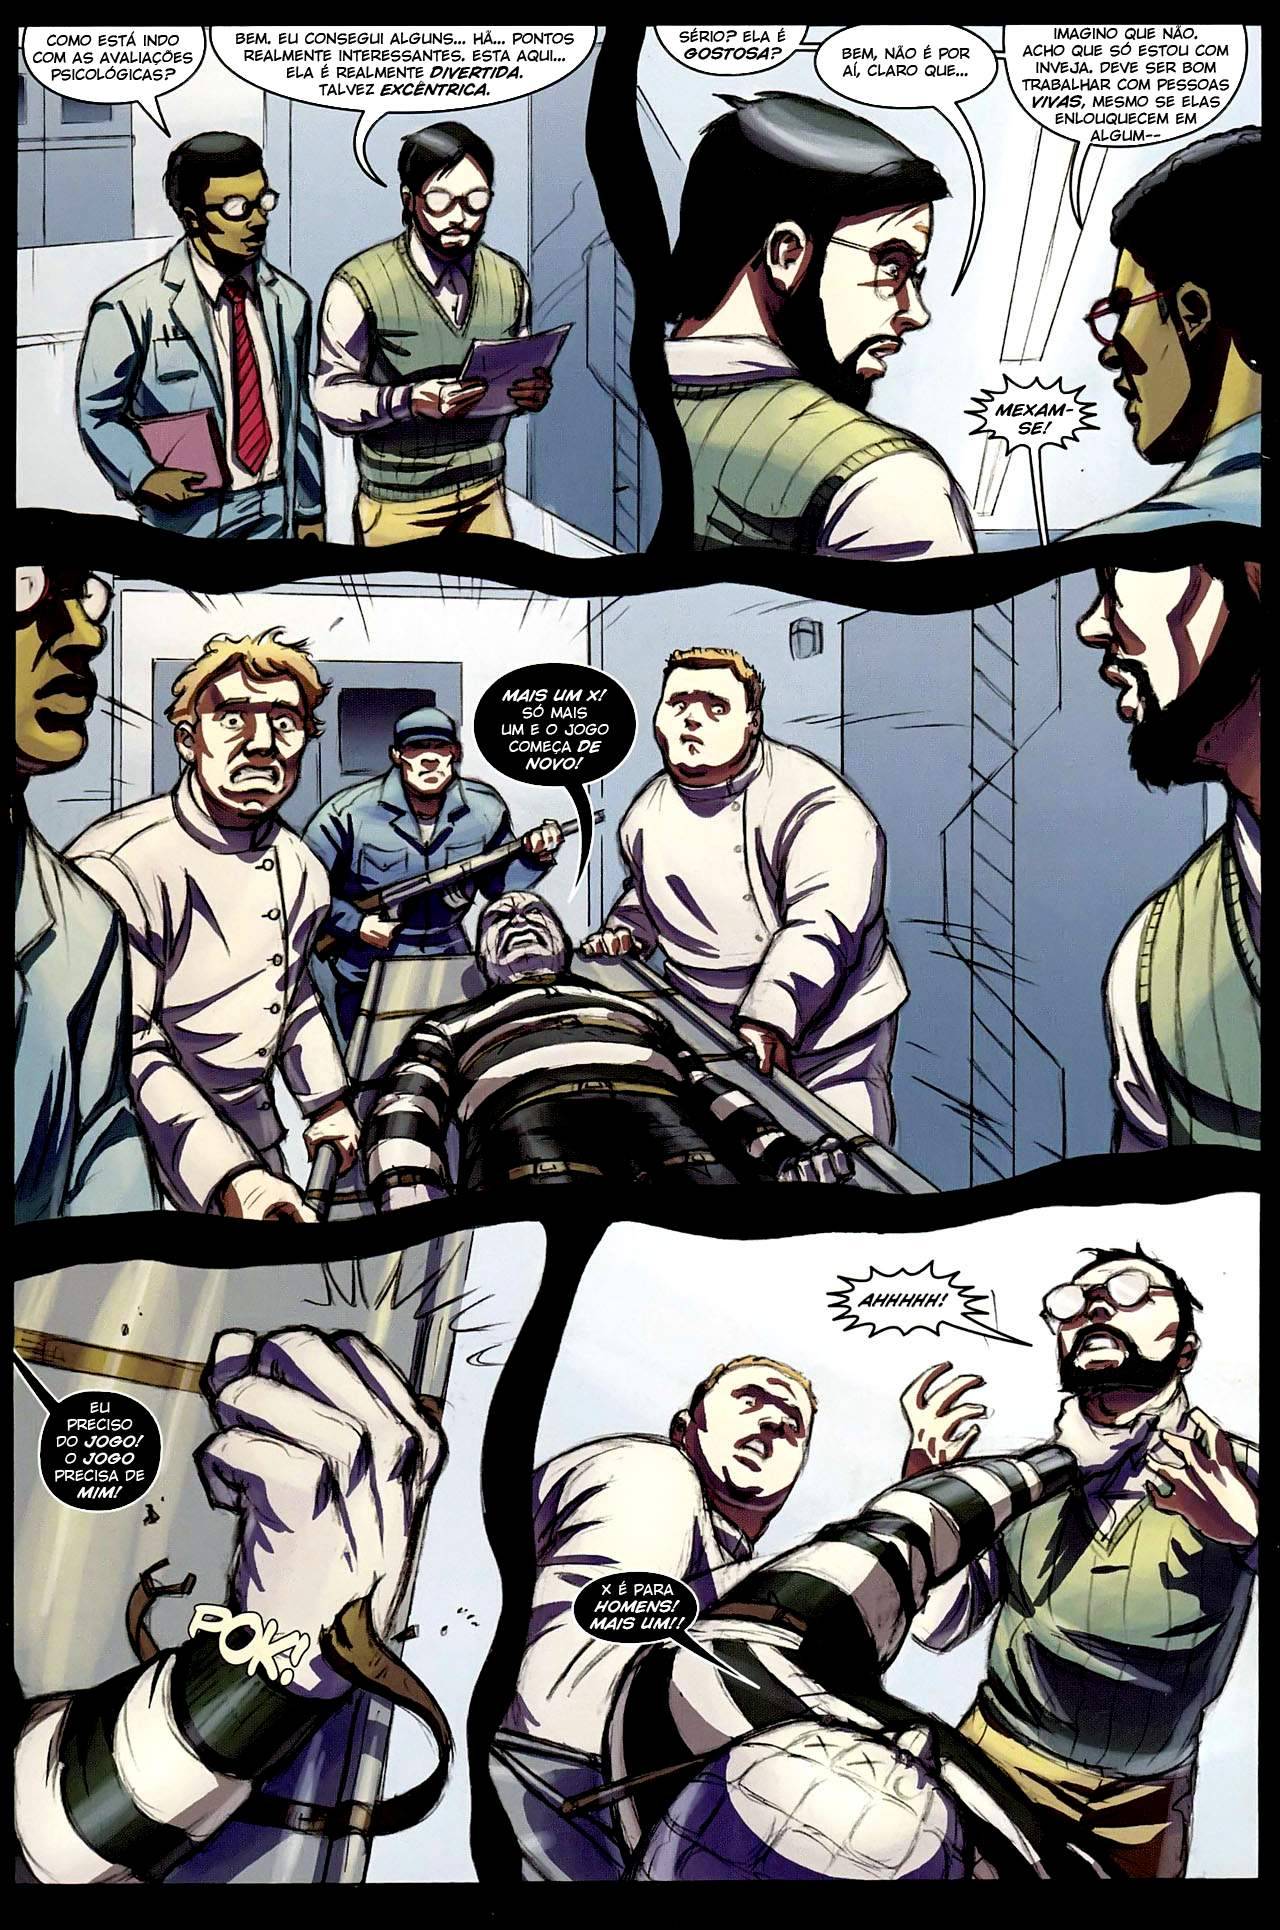 COMO ESTÁ INDO
COM AS AVALIAÇÕES
PSICOLÓGICAS?
BEM. EU CONSEGUI ALGUNS... HÃ... PONTOS
REALMENTE INTERESSANTES. ESTA AQUI...
ELA É REALMENTE DIVERTIDA.
TALVEZ EXCÊNTRICA.
SÉRIO? ELA É
GOSTOSA?
BEM, NÃO É POR
AÍ, CLARO QUE...
IMAGINO QUE NÃO.
ACHO QUE SÓ ESTOU COM
INVEJA. DEVE SER BOM
TRABALHAR COM PESSOAS
VIVAS, MESMO SE ELAS
ENLOUQUECEM EM
ALGUM--
MEXAM-
SE!
MAIS UM X!
SÓ MAIS
UM E O JOGO
COMEÇA DE
NOVO!
EU
PRECISO
DO JOGO!
O JOGO
PRECISA DE
MIM!
POK!
AHHHHH!
X É PARA
HOMENS!
MAIS UM!!